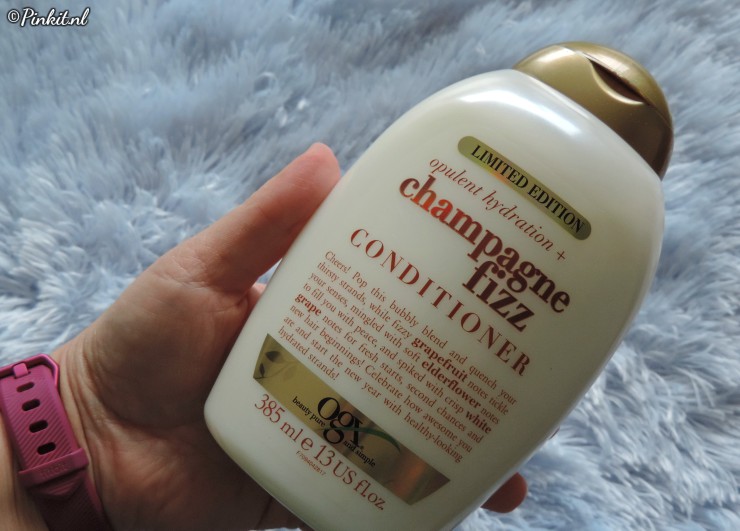 ©Pinkit.nl
LIMITED EDITION
opulent hydration +
champagne
fizz
CONDITIONER
Cheers! Pop this bubbly blend and quench your
thirsty strands, while fizzy grapefruit notes tickle
your senses, mingled with soft elderflower notes
to fill you with peace, and spiked with crisp white
grape notes for fresh starts, second chances and
new hair beginnings! Celebrate how awesome you
are and start the new year with healthy-looking
hydrated strands!
ogx
beauty pure and simple
385 ml e 13 US fl.oz.